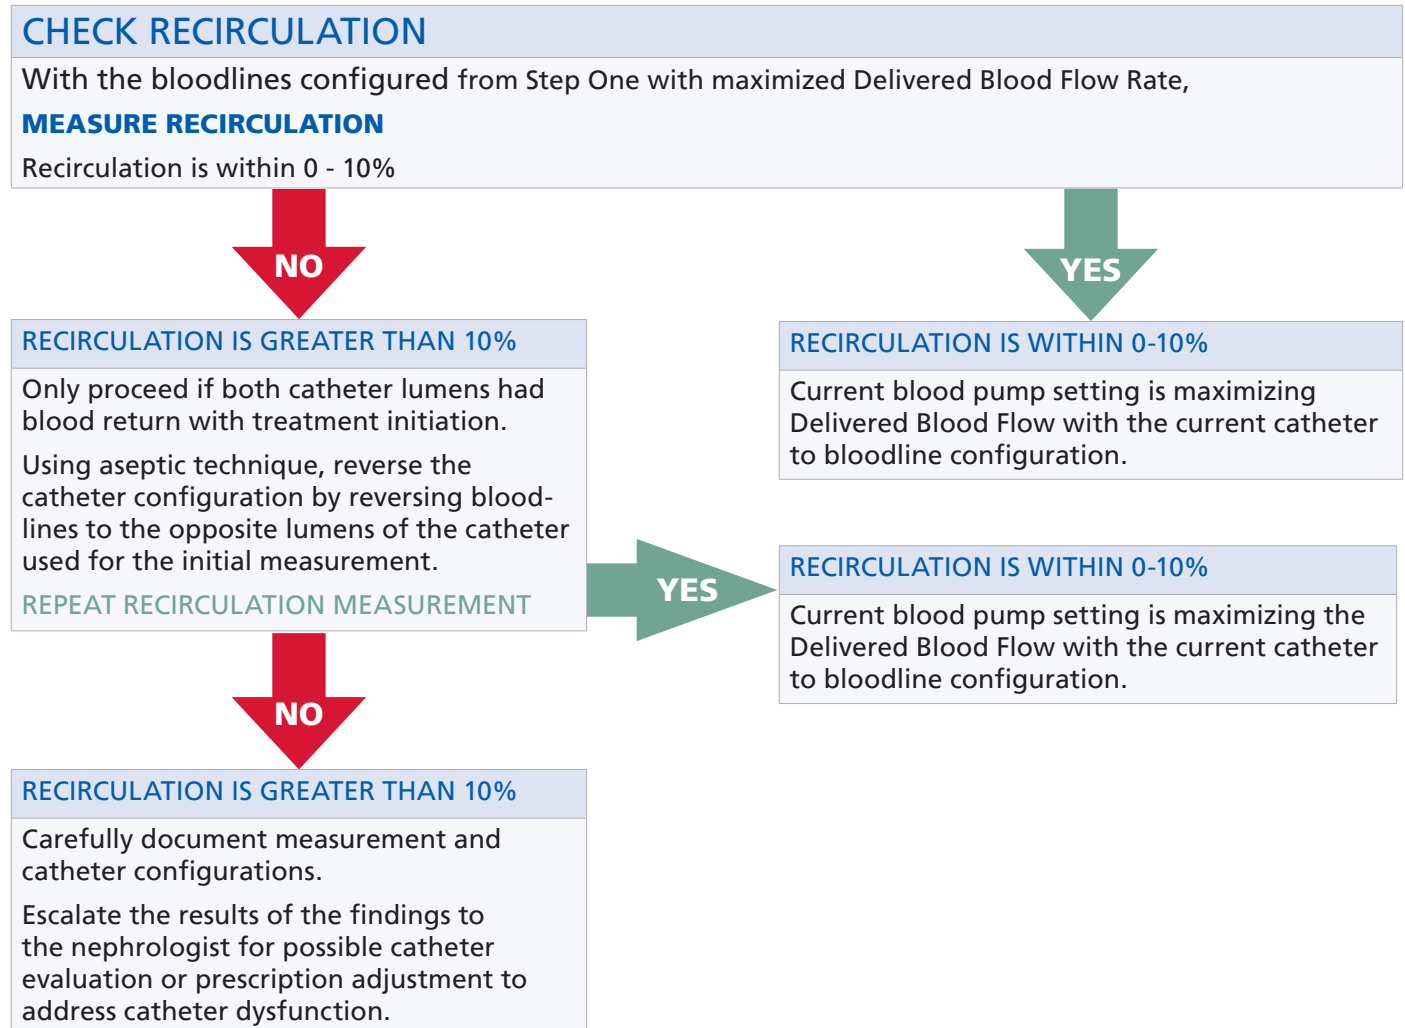 CHECK RECIRCULATION
With the bloodlines configured from Step One with maximized Delivered Blood Flow Rate,
MEASURE RECIRCULATION
Recirculation is within 0 - 10%
NO
YES
RECIRCULATION IS GREATER THAN 10%
Only proceed if both catheter lumens had
blood return with treatment initiation.
Using aseptic technique, reverse the
catheter configuration by reversing blood-
lines to the opposite lumens of the catheter
used for the initial measurement.
REPEAT RECIRCULATION MEASUREMENT
RECIRCULATION IS WITHIN 0-10%
Current blood pump setting is maximizing
Delivered Blood Flow with the current catheter
to bloodline configuration.
YES
RECIRCULATION IS WITHIN 0-10%
Current blood pump setting is maximizing the
Delivered Blood Flow with the current catheter
to bloodline configuration.
NO
RECIRCULATION IS GREATER THAN 10%
Carefully document measurement and
catheter configurations.
Escalate the results of the findings to
the nephrologist for possible catheter
evaluation or prescription adjustment to
address catheter dysfunction.